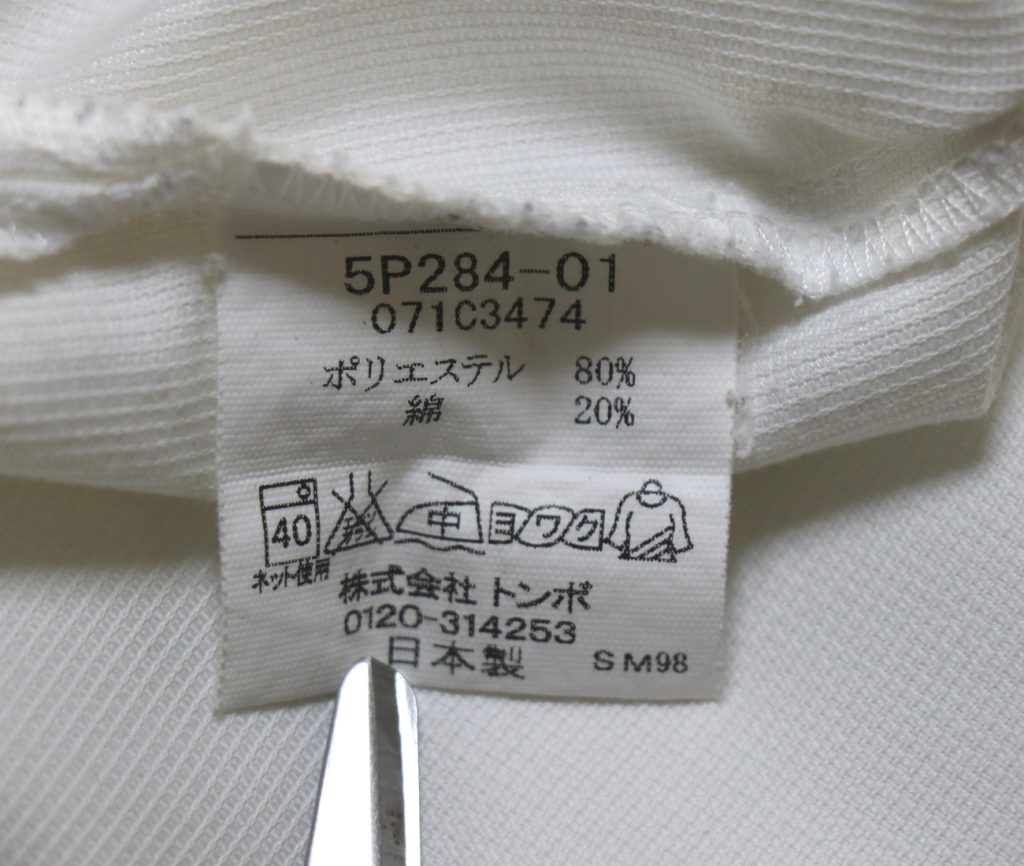 5P284-01
071C3474
ポリエステル 80%
綿 20%
40 中 ヨワク
ネット使用
株式会社 トンボ
0120-314253
日本製 SM98